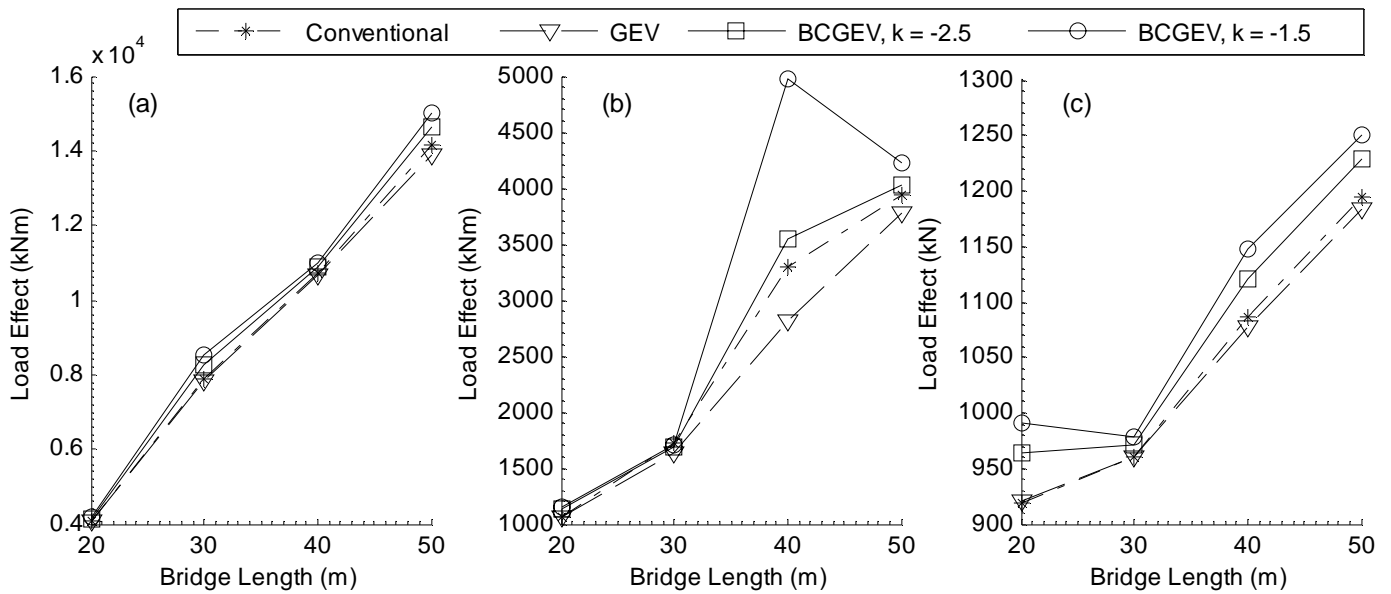 Conventional GEV BCGEV, k = -2.5 BCGEV, k = -1.5
x 10^4
1.6
1.4
1.2
1
0.8
0.6
0.4
20 30 40 50
Load Effect (kNm)
Bridge Length (m)
(a)
5000
4500
4000
3500
3000
2500
2000
1500
1000
20 30 40 50
Load Effect (kNm)
Bridge Length (m)
(b)
1300
1250
1200
1150
1100
1050
1000
950
900
20 30 40 50
Load Effect (kN)
Bridge Length (m)
(c)